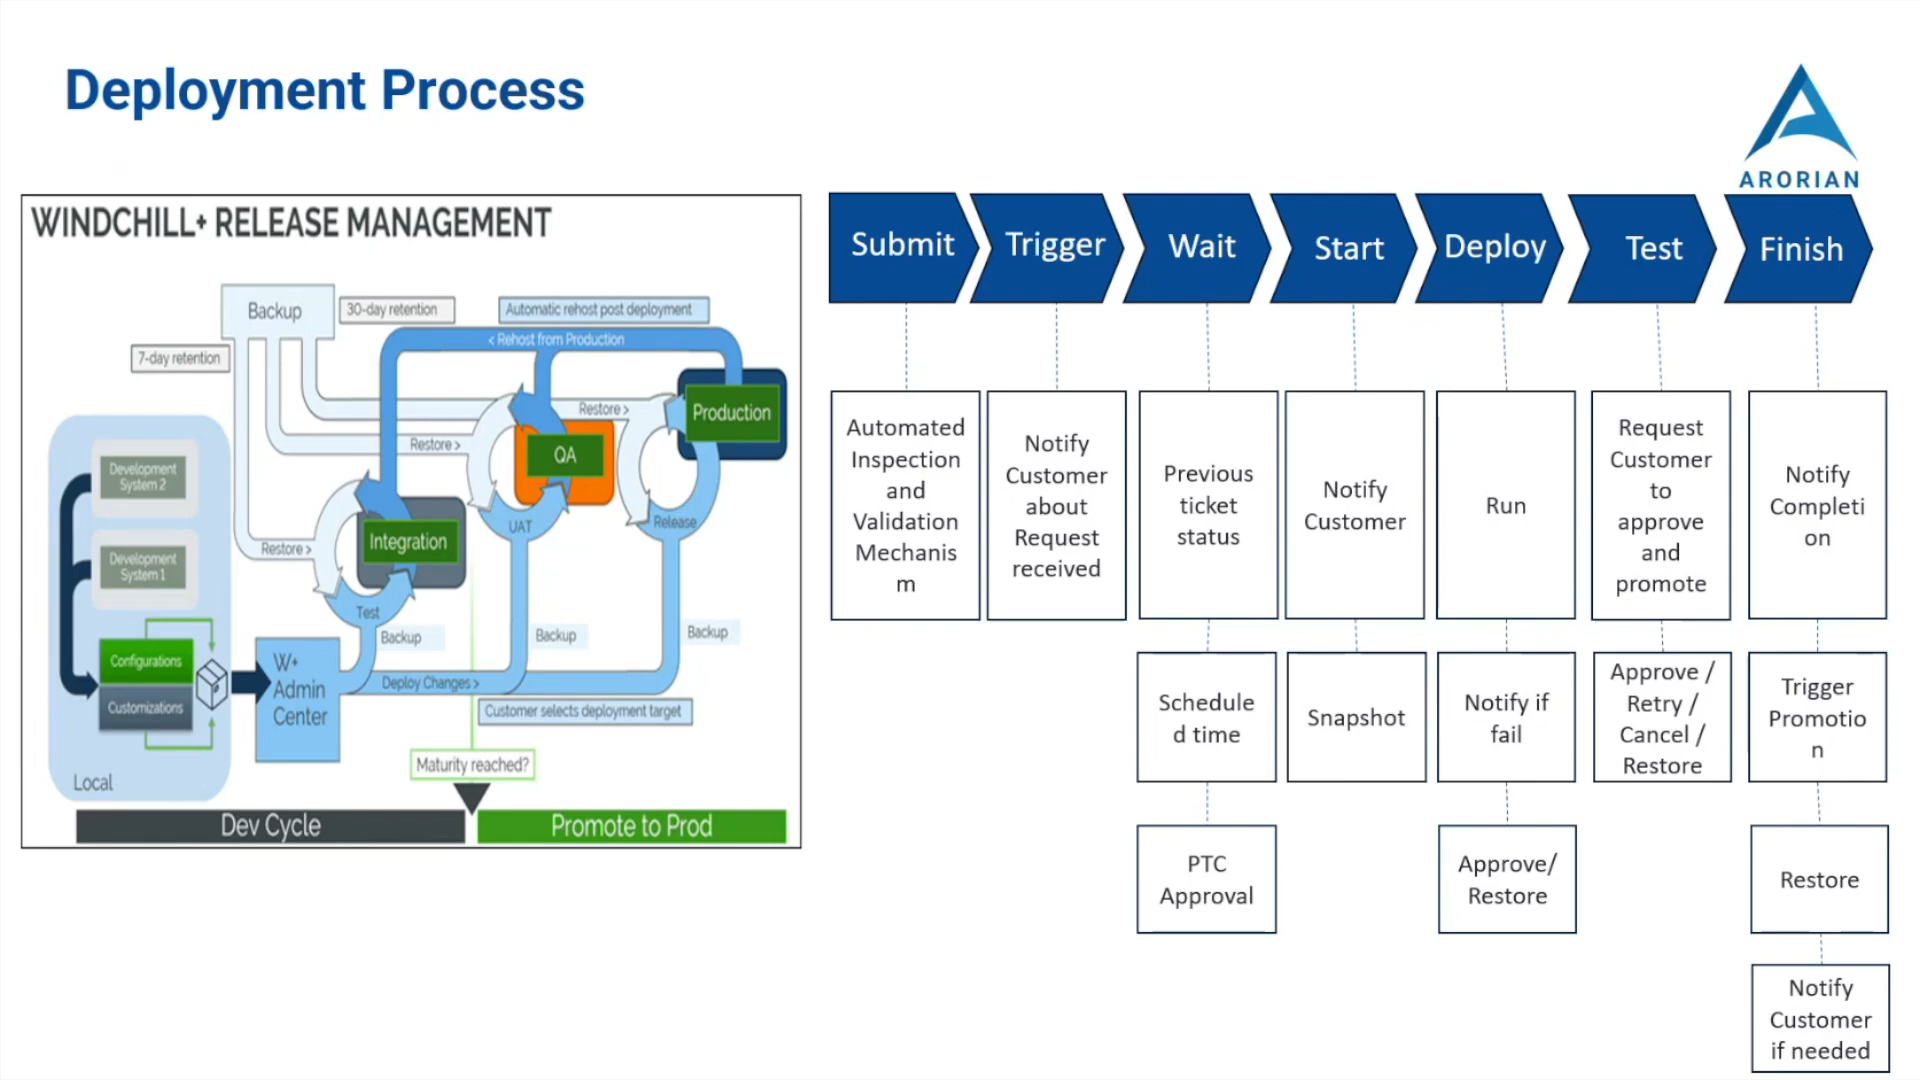 Deployment Process
ARORIAN
WINDCHILL+ RELEASE MANAGEMENT
Backup
30-day retention
Automatic rehost post deployment
< Rehost from Production
7-day retention
Production
Restore >
Restore >
QA
Development
System 2
UAT
Release
Integration
Restore >
Development
System 1
Test
Backup
Backup
Backup
Configurations
Customizations
W+
Admin
Center
Deploy Changes >
Customer selects deployment target
Maturity reached?
Local
Dev Cycle
Promote to Prod
Submit
Trigger
Wait
Start
Deploy
Test
Finish
Automated
Inspection
and
Validation
Mechanis
m
Notify
Customer
about
Request
received
Previous
ticket
status
Notify
Customer
Run
Request
Customer
to
approve
and
promote
Notify
Completi
on
Schedule
d time
Snapshot
Notify if
fail
Approve /
Retry /
Cancel /
Restore
Trigger
Promotio
n
PTC
Approval
Approve/
Restore
Restore
Notify
Customer
if needed